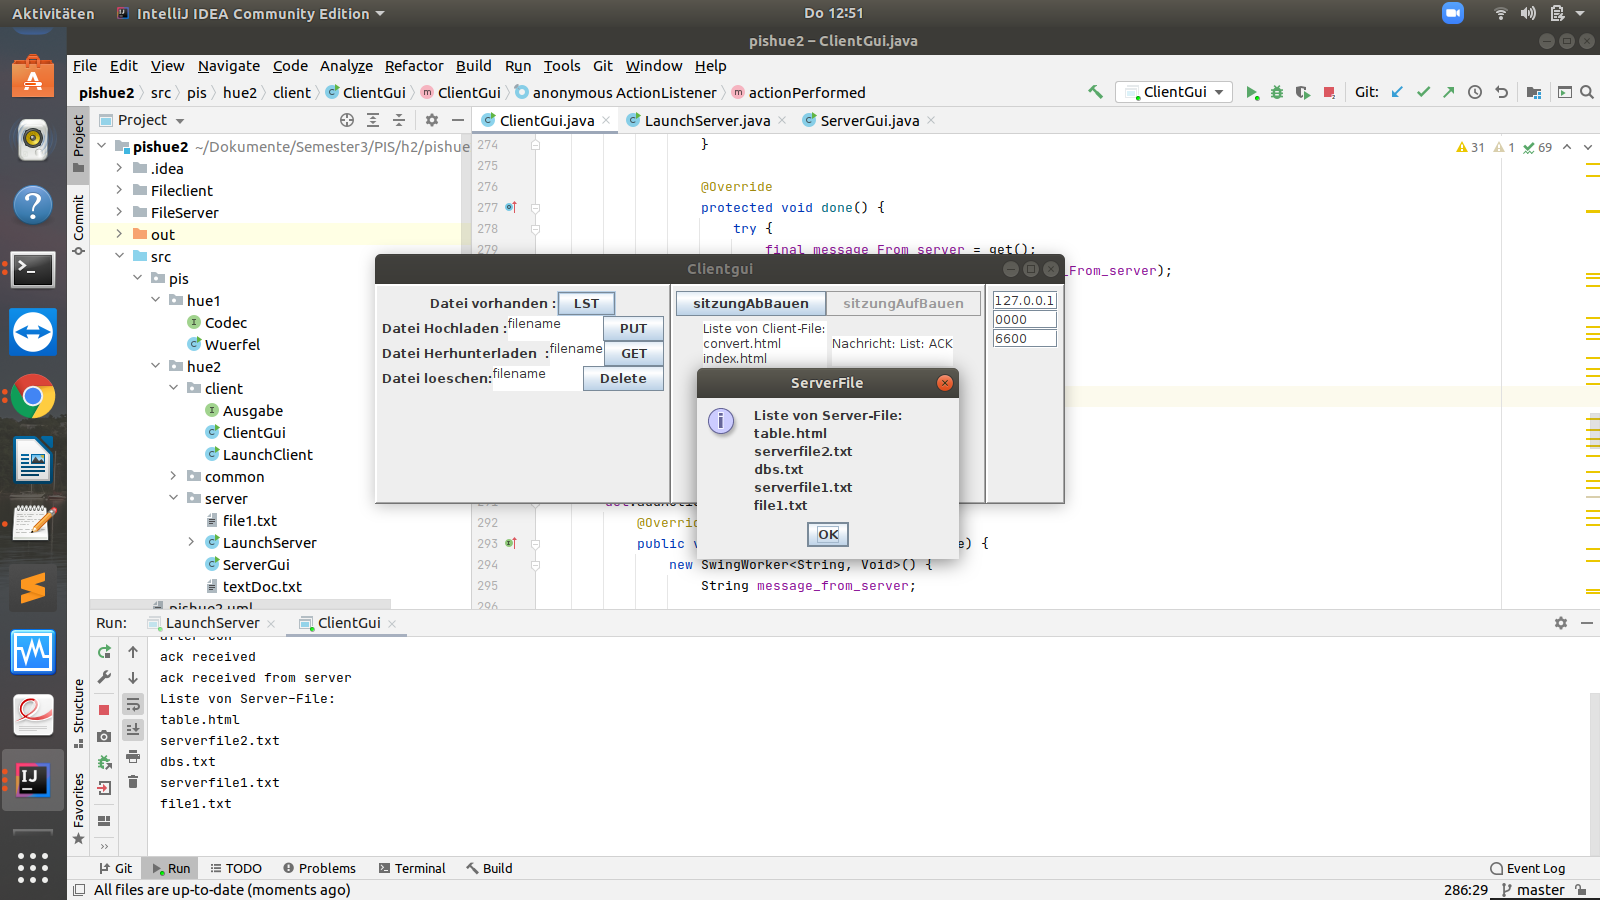 Aktivitäten IntelliJ IDEA Community Edition Do 12:51
pishue2 – ClientGui.java
File Edit View Navigate Code Analyze Refactor Build Run Tools Git Window Help
pishue2 src pis hue2 client ClientGui ClientGui anonymous ActionListener actionPerformed ClientGui Git:
Project ClientGui.java LaunchServer.java ServerGui.java
Project
Commit
Structure
Favorites
pishue2 ~/Dokumente/Semester3/PIS/h2/pishue
.idea
Fileclient
FileServer
out
src
pis
hue1
Codec
Wuerfel
hue2
client
Ausgabe
ClientGui
LaunchClient
common
server
file1.txt
LaunchServer
ServerGui
textDoc.txt
pishue2.uml
31 1 69
274 }
275
276 @Override
277 protected void done() {
278 try {
279 final_message_From_server = get();
_From_server);
292 @Overri
293 public v e) {
294 new SwingWorker<String, Void>() {
295 String message_from_server;
296
Clientgui
Datei vorhanden : LST
Datei Hochladen : filename PUT
Datei Herhunterladen : filename GET
Datei loeschen: filename Delete
sitzungAbBauen sitzungAufBauen
Liste von Client-File:
convert.html
index.html
Nachricht: List: ACK
127.0.0.1
0000
6600
ServerFile
Liste von Server-File:
table.html
serverfile2.txt
dbs.txt
serverfile1.txt
file1.txt
OK
Run: LaunchServer ClientGui
after con
ack received
ack received from server
Liste von Server-File:
table.html
serverfile2.txt
dbs.txt
serverfile1.txt
file1.txt
Git Run TODO Problems Terminal Build Event Log
All files are up-to-date (moments ago) 286:29 master